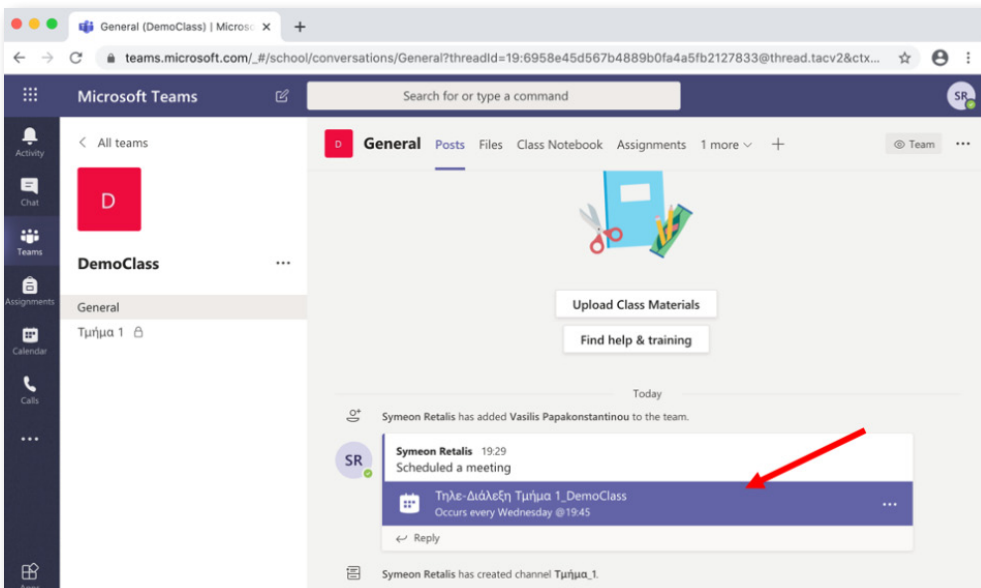 General (DemoClass) | Microso
teams.microsoft.com/_#/school/conversations/General?threadId=19:6958e45d567b4889b0fa4a5fb2127833@thread.tacv2&ctx...
Microsoft Teams
Search for or type a command
SR
Activity
Chat
Teams
Assignments
Calendar
Calls
Apps
All teams
D
DemoClass
General
Τμήμα 1
D General Posts Files Class Notebook Assignments 1 more Team
Upload Class Materials
Find help & training
Today
Symeon Retalis has added Vasilis Papakonstantinou to the team.
SR
Symeon Retalis 19:29
Scheduled a meeting
Τηλε-Διάλεξη Τμήμα 1_DemoClass
Occurs every Wednesday @19:45
Reply
Symeon Retalis has created channel Τμήμα_1.